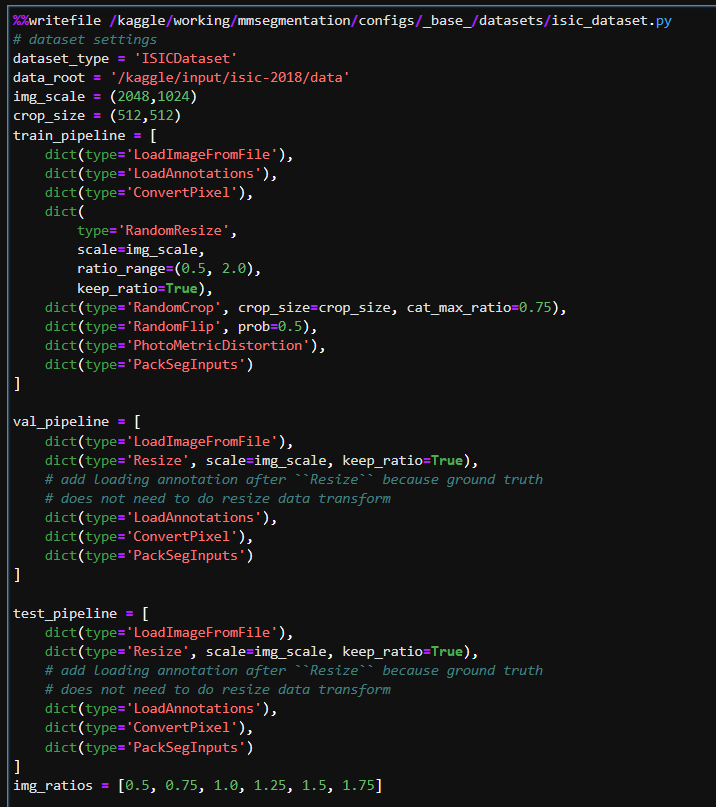 %%writefile /kaggle/working/mmsegmentation/configs/_base_/datasets/isic_dataset.py
# dataset settings
dataset_type = 'ISICDataset'
data_root = '/kaggle/input/isic-2018/data'
img_scale = (2048,1024)
crop_size = (512,512)
train_pipeline = [
    dict(type='LoadImageFromFile'),
    dict(type='LoadAnnotations'),
    dict(type='ConvertPixel'),
    dict(
        type='RandomResize',
        scale=img_scale,
        ratio_range=(0.5, 2.0),
        keep_ratio=True),
    dict(type='RandomCrop', crop_size=crop_size, cat_max_ratio=0.75),
    dict(type='RandomFlip', prob=0.5),
    dict(type='PhotoMetricDistortion'),
    dict(type='PackSegInputs')
]
val_pipeline = [
    dict(type='LoadImageFromFile'),
    dict(type='Resize', scale=img_scale, keep_ratio=True),
    # add loading annotation after ``Resize`` because ground truth
    # does not need to do resize data transform
    dict(type='LoadAnnotations'),
    dict(type='ConvertPixel'),
    dict(type='PackSegInputs')
]
test_pipeline = [
    dict(type='LoadImageFromFile'),
    dict(type='Resize', scale=img_scale, keep_ratio=True),
    # add loading annotation after ``Resize`` because ground truth
    # does not need to do resize data transform
    dict(type='LoadAnnotations'),
    dict(type='ConvertPixel'),
    dict(type='PackSegInputs')
]
img_ratios = [0.5, 0.75, 1.0, 1.25, 1.5, 1.75]